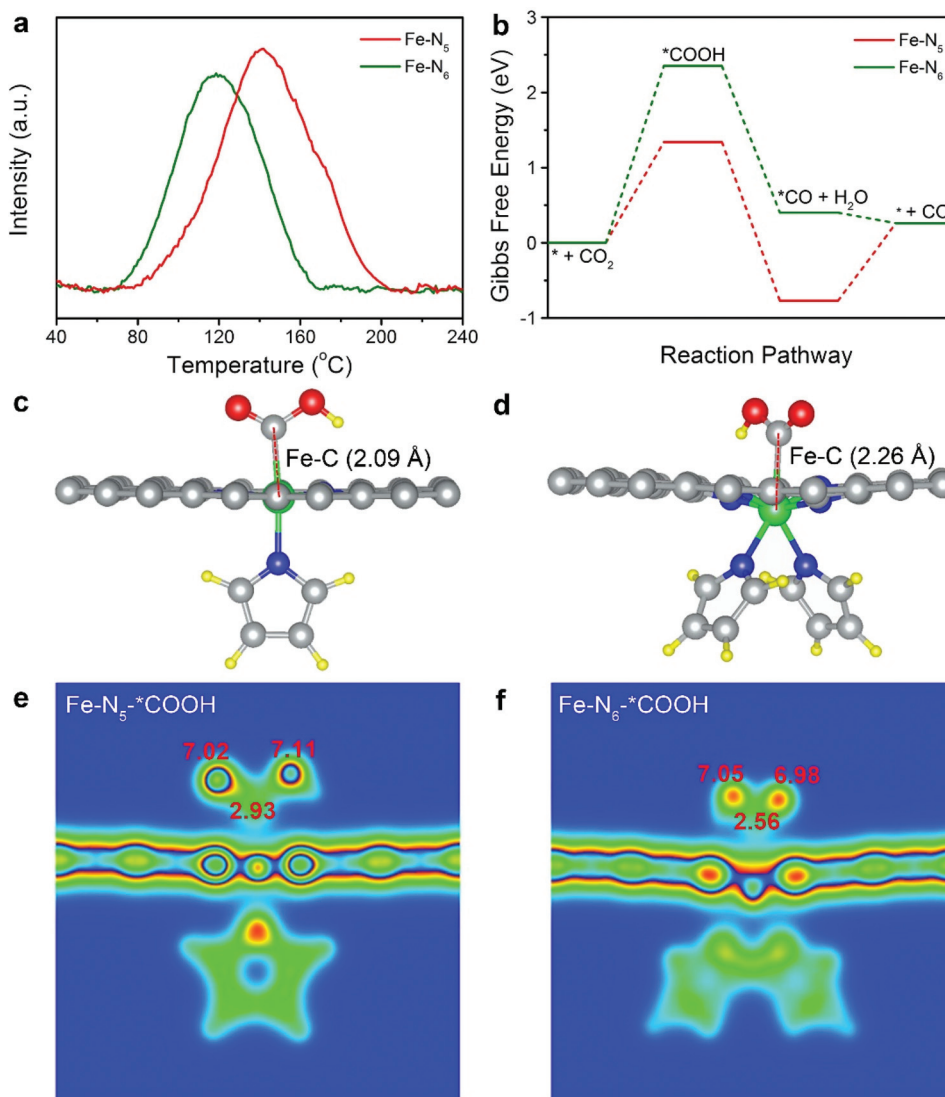 a
Intensity (a.u.)
Fe-N₅
Fe-N₆
40 80 120 160 200 240
Temperature (°C)
b
Gibbs Free Energy (eV)
3
2
1
0
-1
*COOH
Fe-N₅
Fe-N₆
*CO + H₂O
* + CO
* + CO₂
Reaction Pathway
c
Fe-C (2.09 Å)
d
Fe-C (2.26 Å)
e
Fe-N₅-*COOH
7.02
7.11
2.93
f
Fe-N₆-*COOH
7.05
6.98
2.56